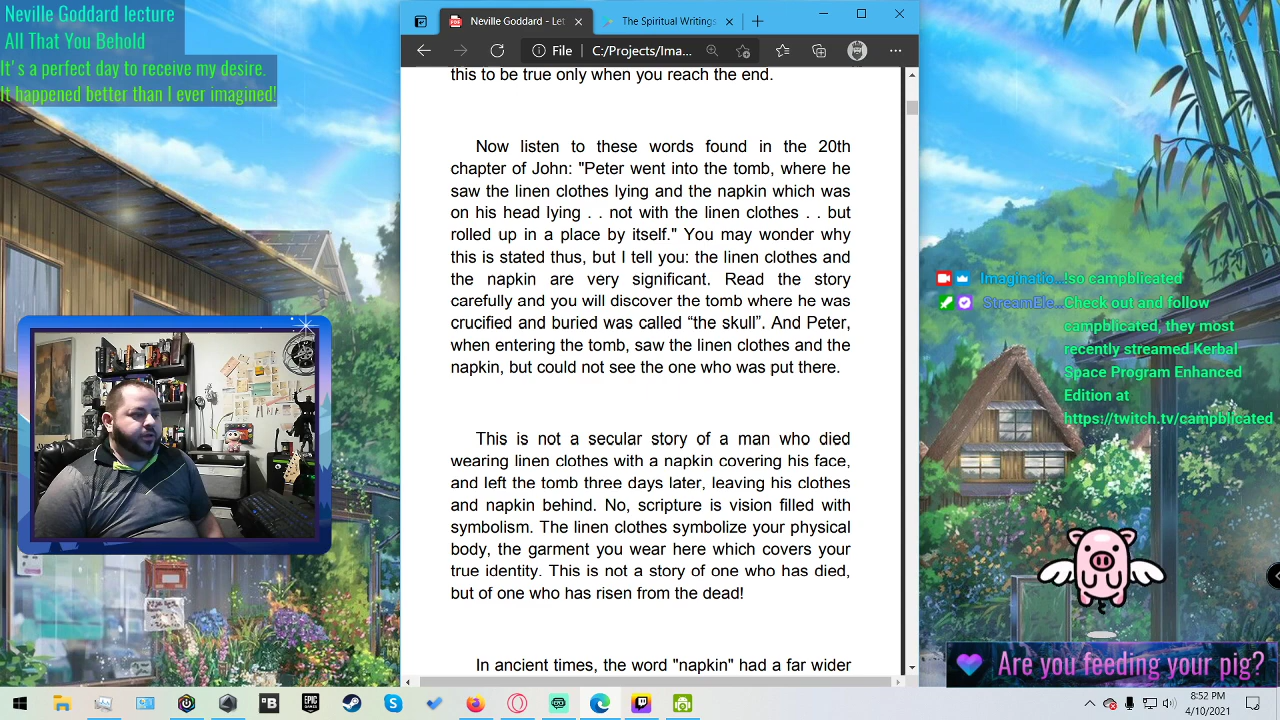 Neville Goddard lecture
All That You Behold
It's a perfect day to receive my desire.
It happened better than I ever imagined!
Neville Goddard - Let
The Spiritual Writings
File
C:/Projects/Ima...
this to be true only when you reach the end.
Now listen to these words found in the 20th
chapter of John: "Peter went into the tomb, where he
saw the linen clothes lying and the napkin which was
on his head lying . . not with the linen clothes . . but
rolled up in a place by itself." You may wonder why
this is stated thus, but I tell you: the linen clothes and
the napkin are very significant. Read the story
carefully and you will discover the tomb where he was
crucified and buried was called “the skull”. And Peter,
when entering the tomb, saw the linen clothes and the
napkin, but could not see the one who was put there.
This is not a secular story of a man who died
wearing linen clothes with a napkin covering his face,
and left the tomb three days later, leaving his clothes
and napkin behind. No, scripture is vision filled with
symbolism. The linen clothes symbolize your physical
body, the garment you wear here which covers your
true identity. This is not a story of one who has died,
but of one who has risen from the dead!
In ancient times, the word "napkin" had a far wider
Imaginatio... !so campblicated
StreamEle... Check out and follow
campblicated, they most
recently streamed Kerbal
Space Program Enhanced
Edition at
https://twitch.tv/campblicated
Are you feeding your pig?
EPIC
GAMES
8:52 PM
4/10/2021